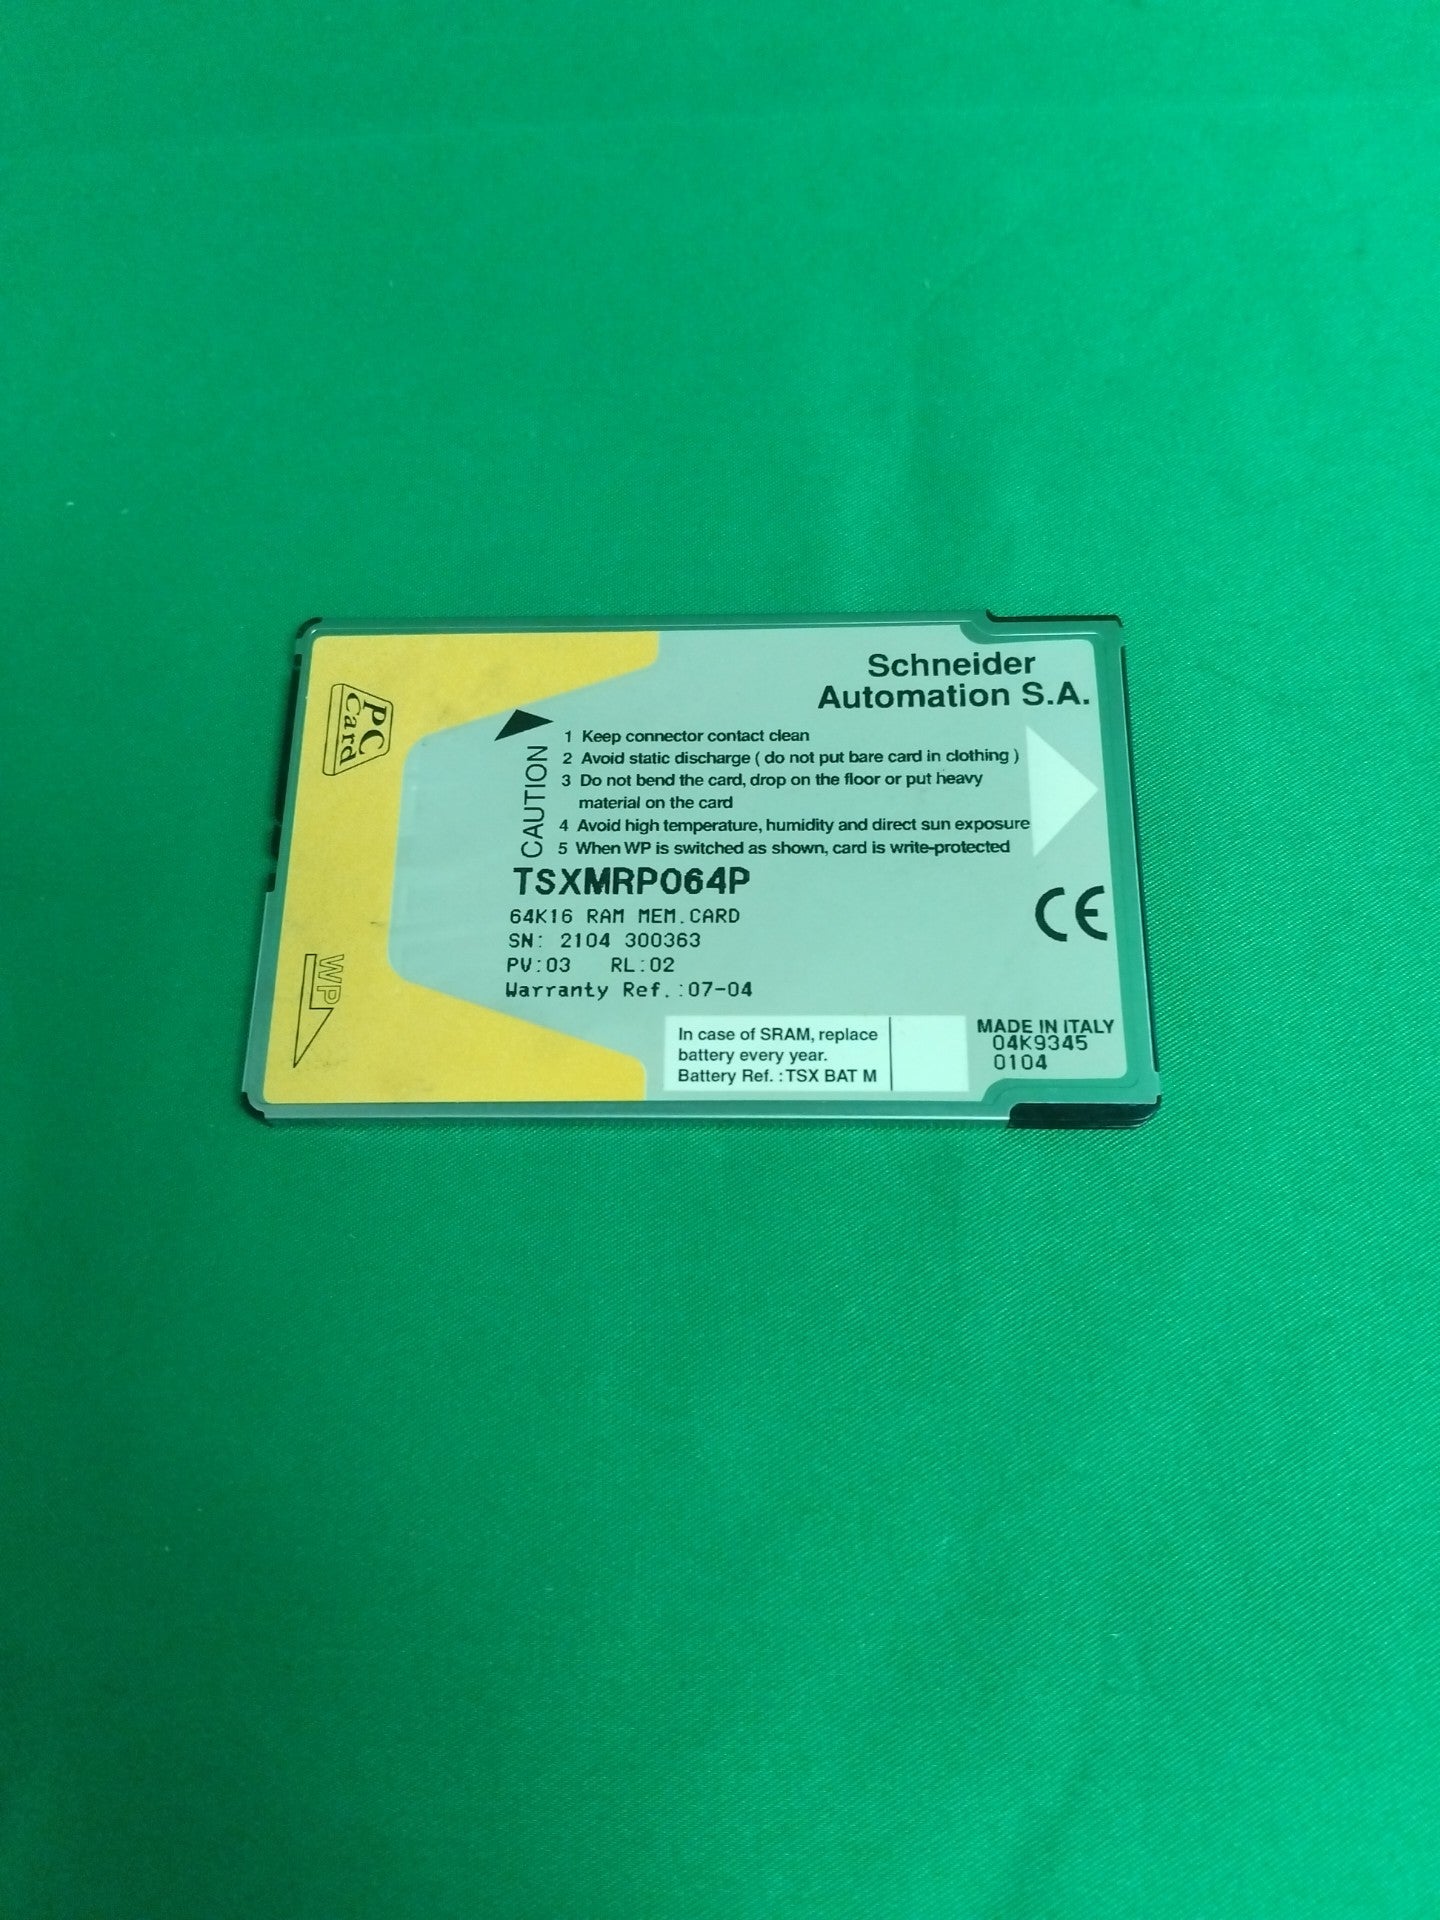 PC
Card
Schneider
Automation S.A.
CAUTION
1 Keep connector contact clean
2 Avoid static discharge ( do not put bare card in clothing )
3 Do not bend the card, drop on the floor or put heavy
material on the card
4 Avoid high temperature, humidity and direct sun exposure
5 When WP is switched as shown, card is write-protected
TSXMRP064P
64K16 RAM MEM.CARD
SN: 2104 300363
PV:03 RL:02
Warranty Ref.:07-04
CE
WP
In case of SRAM, replace
battery every year.
Battery Ref. : TSX BAT M
MADE IN ITALY
04K9345
0104